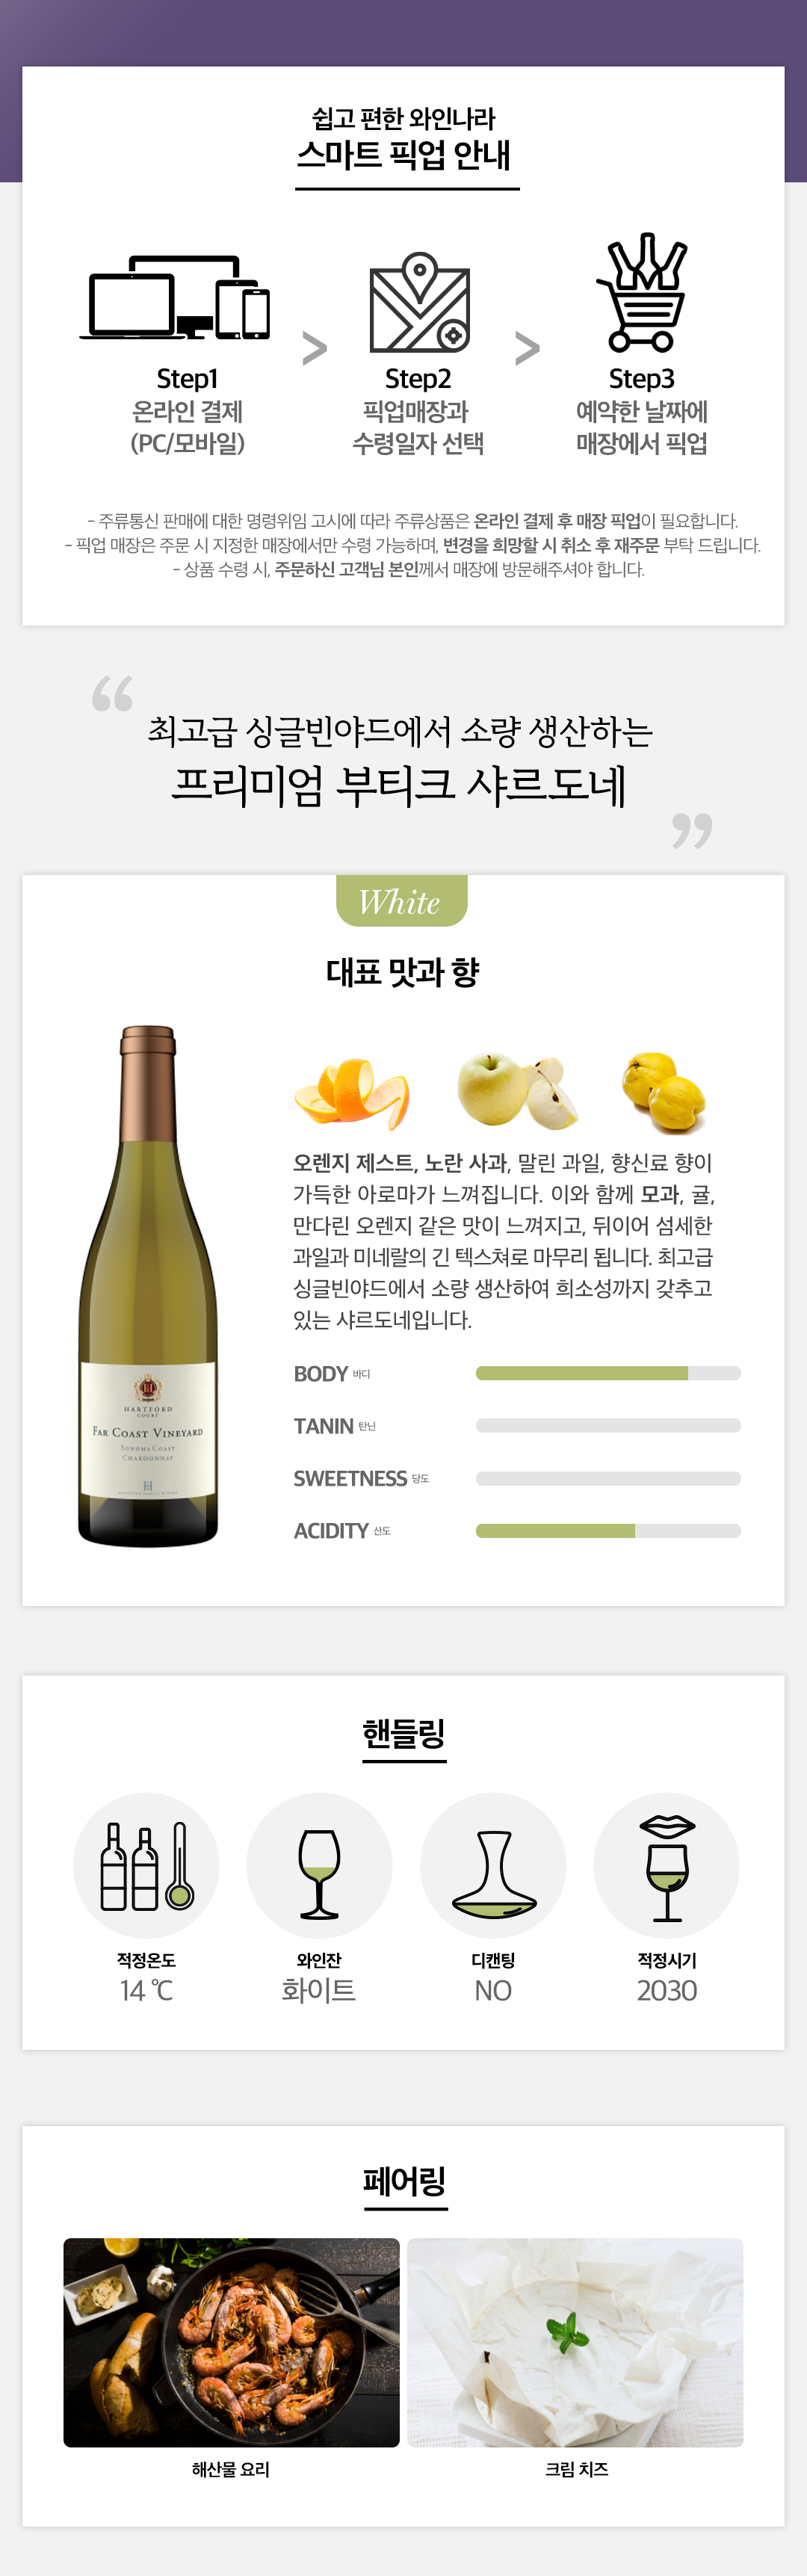 쉽고 편한 와인나라
스마트 픽업 안내
Step1
온라인 결제
(PC/모바일)
>
Step2
픽업매장과
수령일자 선택
>
Step3
예약한 날짜에
매장에서 픽업
- 주류통신 판매에 대한 명령위임 고시에 따라 주류상품은 온라인 결제 후 매장 픽업이 필요합니다.
- 픽업 매장은 주문 시 지정한 매장에서만 수령 가능하며, 변경을 희망할 시 취소 후 재주문 부탁 드립니다.
- 상품 수령 시, 주문하신 고객님 본인께서 매장에 방문해주셔야 합니다.
“
최고급 싱글빈야드에서 소량 생산하는
프리미엄 부티크 샤르도네
”
White
대표 맛과 향
오렌지 제스트, 노란 사과, 말린 과일, 향신료 향이
가득한 아로마가 느껴집니다. 이와 함께 모과, 귤,
만다린 오렌지 같은 맛이 느껴지고, 뒤이어 섬세한
과일과 미네랄의 긴 텍스쳐로 마무리 됩니다. 최고급
싱글빈야드에서 소량 생산하여 희소성까지 갖추고
있는 샤르도네입니다.
HARTFORD
COURT
FAR COAST VINEYARD
SONOMA COAST
CHARDONNAY
BODY 바디
TANIN 탄닌
SWEETNESS 당도
ACIDITY 산도
핸들링
적정온도
14 ℃
와인잔
화이트
디캔팅
NO
적정시기
2030
페어링
해산물 요리
크림 치즈